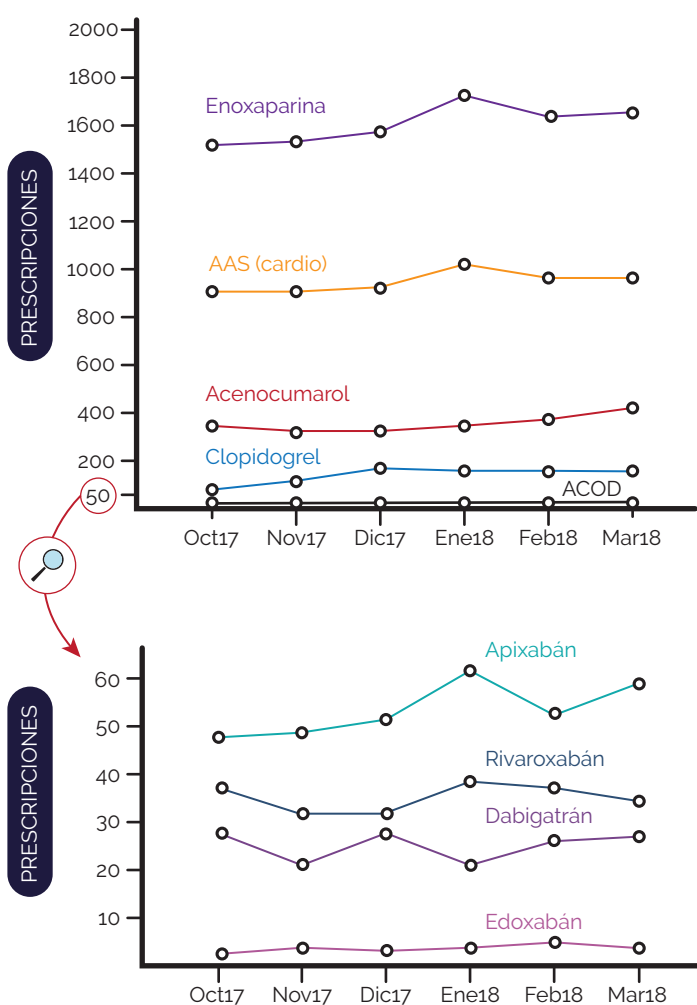 2000
1800
1600
1400
1200
1000
800
600
400
200
50
PRESCRIPCIONES
Enoxaparina
AAS (cardio)
Acenocumarol
Clopidogrel
ACOD
Oct17 Nov17 Dic17 Ene18 Feb18 Mar18
60
50
40
30
20
10
PRESCRIPCIONES
Apixabán
Rivaroxabán
Dabigatrán
Edoxabán
Oct17 Nov17 Dic17 Ene18 Feb18 Mar18